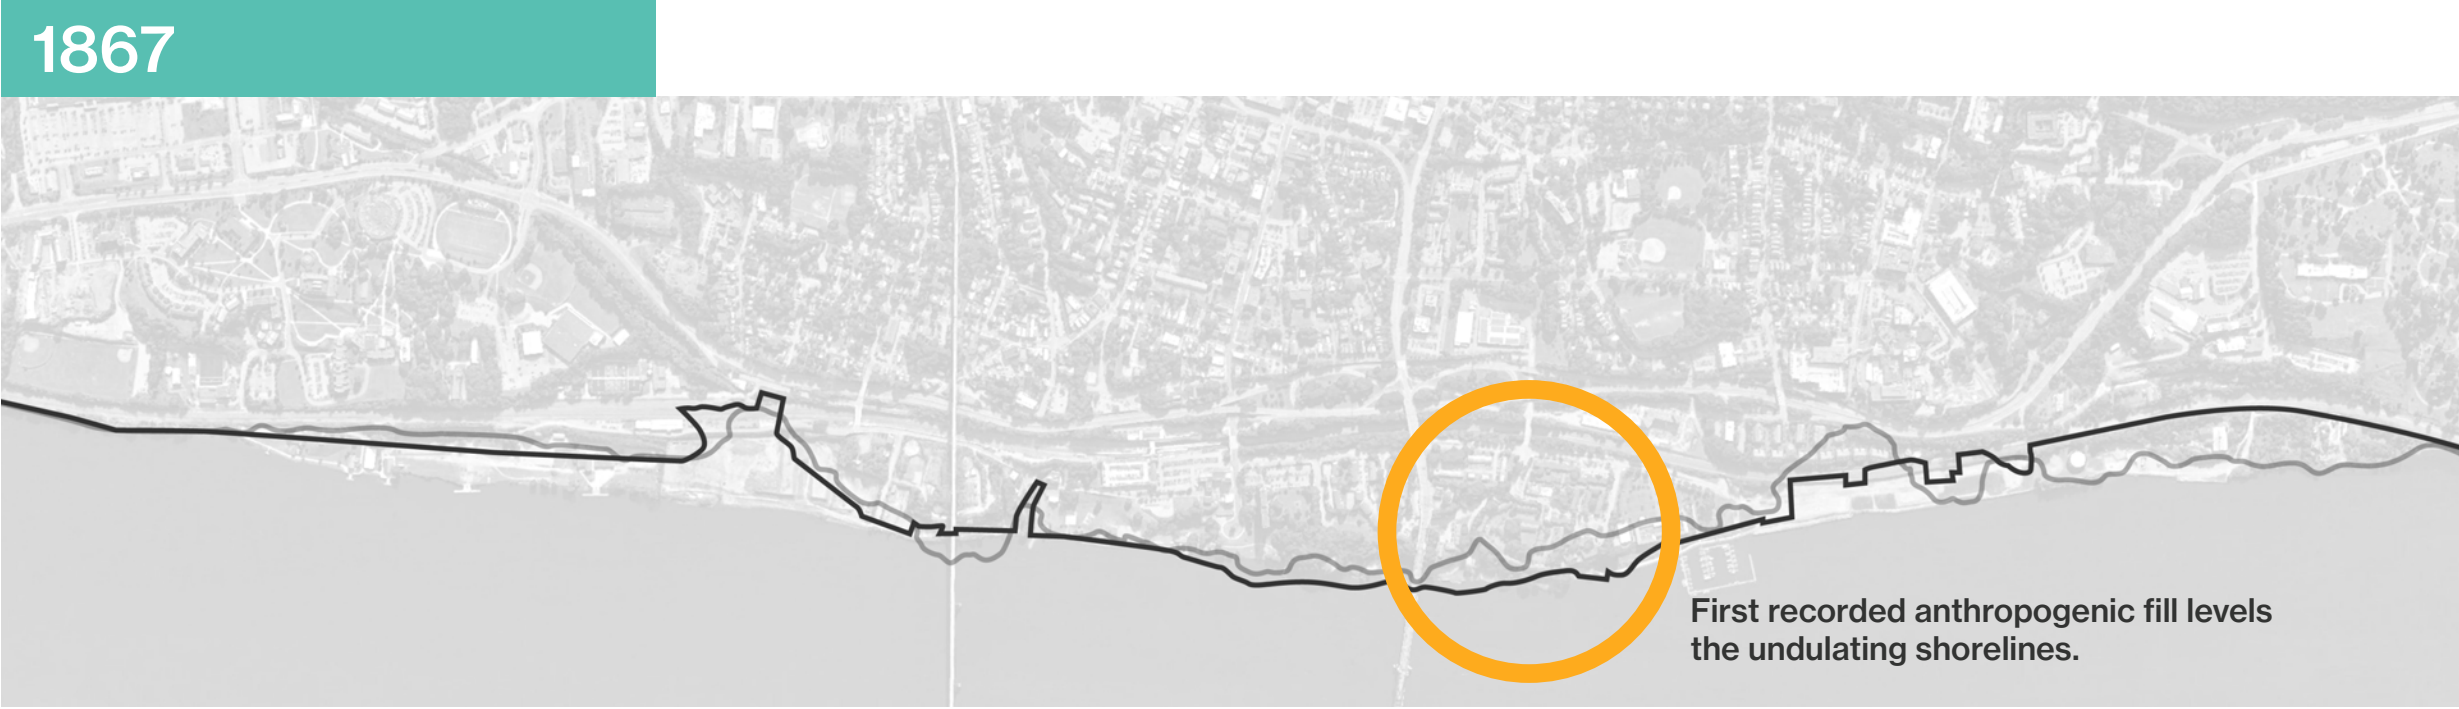 1867
First recorded anthropogenic fill levels
the undulating shorelines.